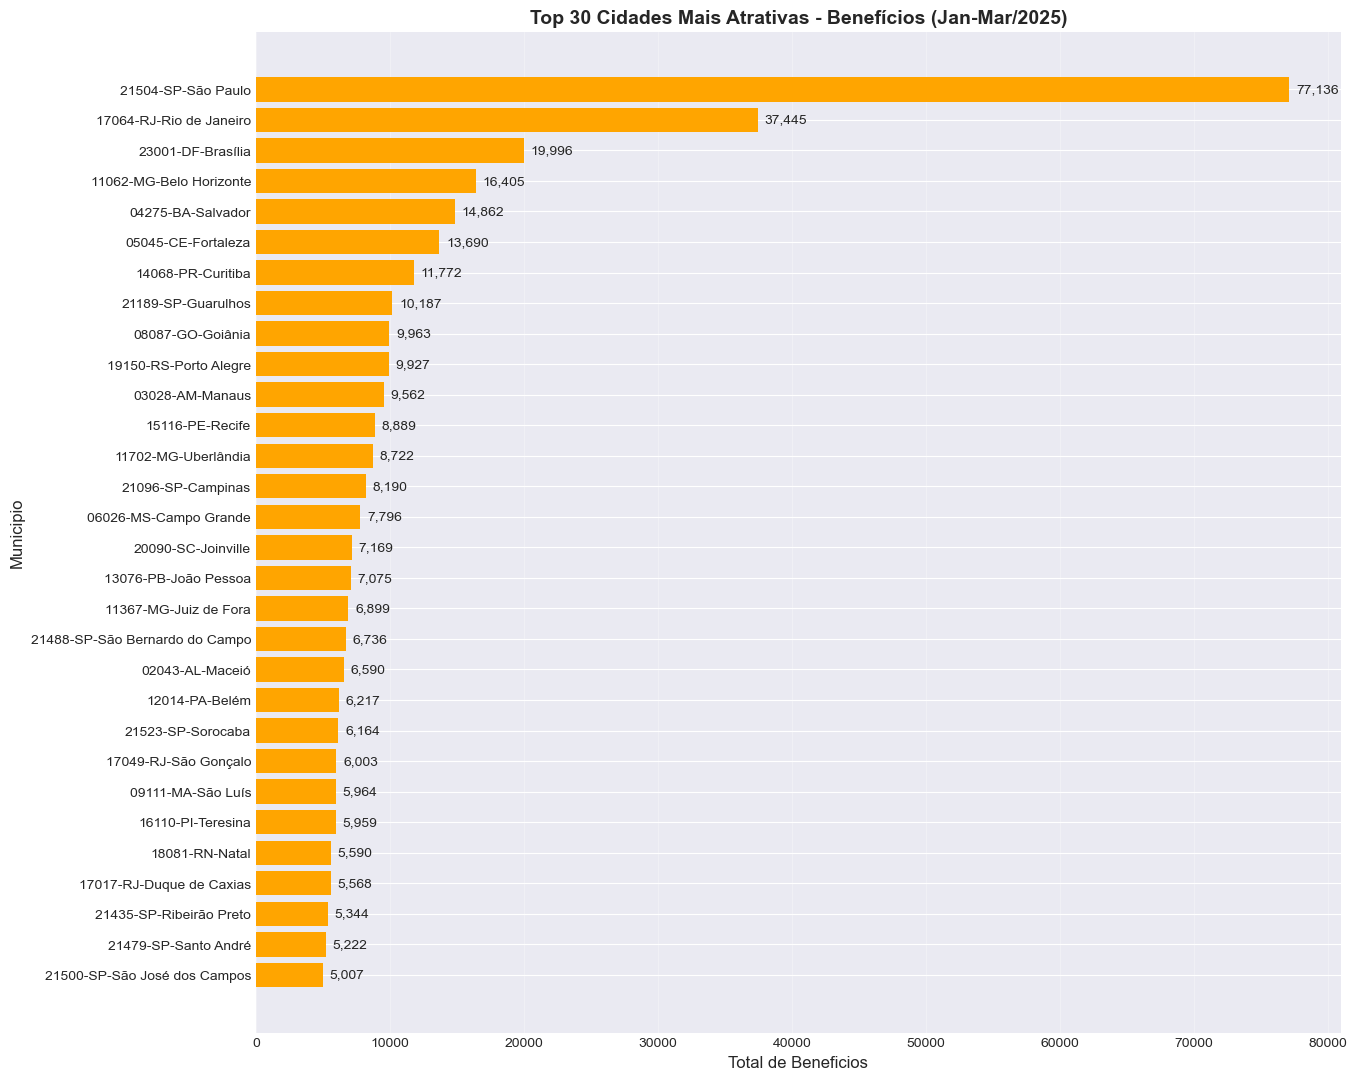 Top 30 Cidades Mais Atrativas - Benefícios (Jan-Mar/2025)
21504-SP-São Paulo 77,136
17064-RJ-Rio de Janeiro 37,445
23001-DF-Brasília 19,996
11062-MG-Belo Horizonte 16,405
04275-BA-Salvador 14,862
05045-CE-Fortaleza 13,690
14068-PR-Curitiba 11,772
21189-SP-Guarulhos 10,187
08087-GO-Goiânia 9,963
19150-RS-Porto Alegre 9,927
03028-AM-Manaus 9,562
15116-PE-Recife 8,889
11702-MG-Uberlândia 8,722
21096-SP-Campinas 8,190
06026-MS-Campo Grande 7,796
20090-SC-Joinville 7,169
13076-PB-João Pessoa 7,075
11367-MG-Juiz de Fora 6,899
21488-SP-São Bernardo do Campo 6,736
02043-AL-Maceió 6,590
12014-PA-Belém 6,217
21523-SP-Sorocaba 6,164
17049-RJ-São Gonçalo 6,003
09111-MA-São Luís 5,964
16110-PI-Teresina 5,959
18081-RN-Natal 5,590
17017-RJ-Duque de Caxias 5,568
21435-SP-Ribeirão Preto 5,344
21479-SP-Santo André 5,222
21500-SP-São José dos Campos 5,007
Municipio
0 10000 20000 30000 40000 50000 60000 70000 80000
Total de Beneficios